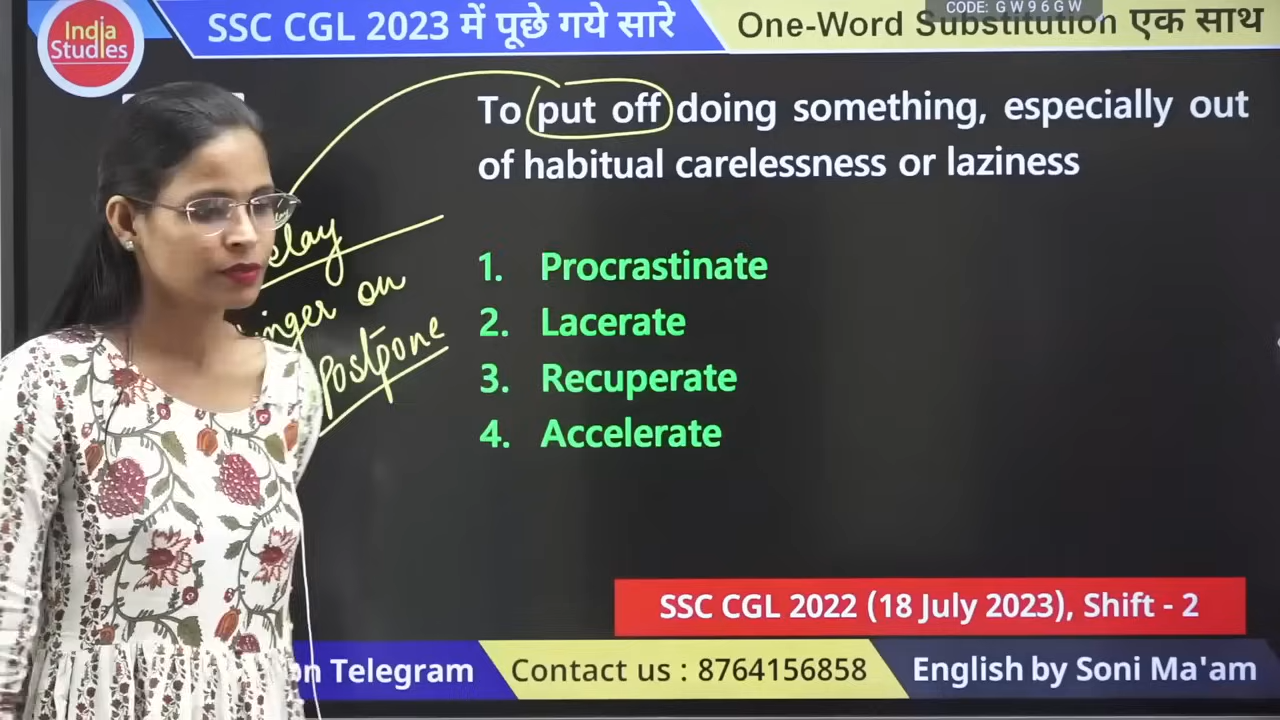 India
Studies
SSC CGL 2023 में पूछे गये सारे
One-Word Substitution एक साथ
CODE: GW96GW
To put off doing something, especially out
of habitual carelessness or laziness
on
Postpone
1. Procrastinate
2. Lacerate
3. Recuperate
4. Accelerate
SSC CGL 2022 (18 July 2023), Shift - 2
on Telegram
Contact us : 8764156858
English by Soni Ma'am